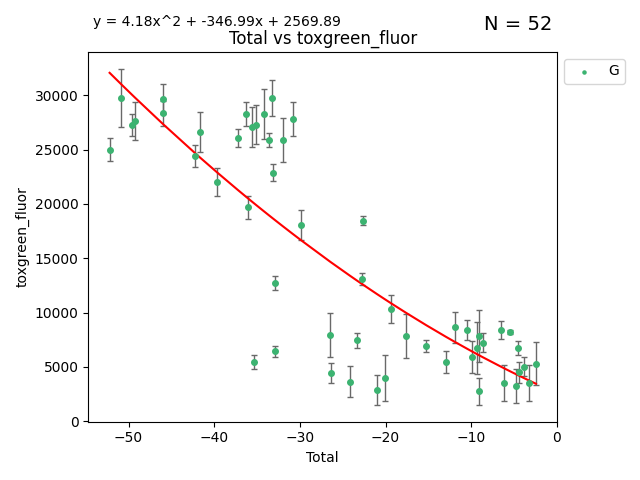 y = 4.18x^2 + -346.99x + 2569.89
N = 52
Total vs toxgreen_fluor
G
toxgreen_fluor
30000
25000
20000
15000
10000
5000
0
−50
−40
−30
−20
−10
0
Total